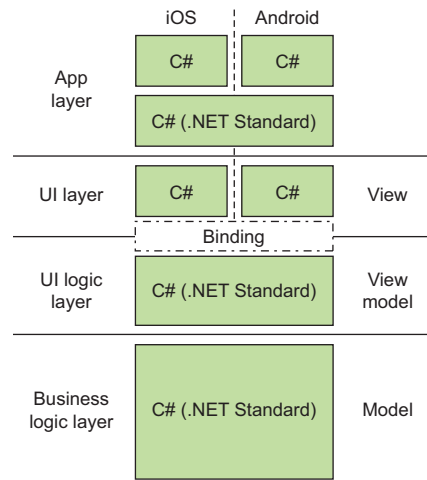 iOS Android
C# C#
App
layer
C# (.NET Standard)
UI layer C# C# View
Binding
UI logic
layer
C# (.NET Standard)
View
model
Business
logic layer
C# (.NET Standard)
Model